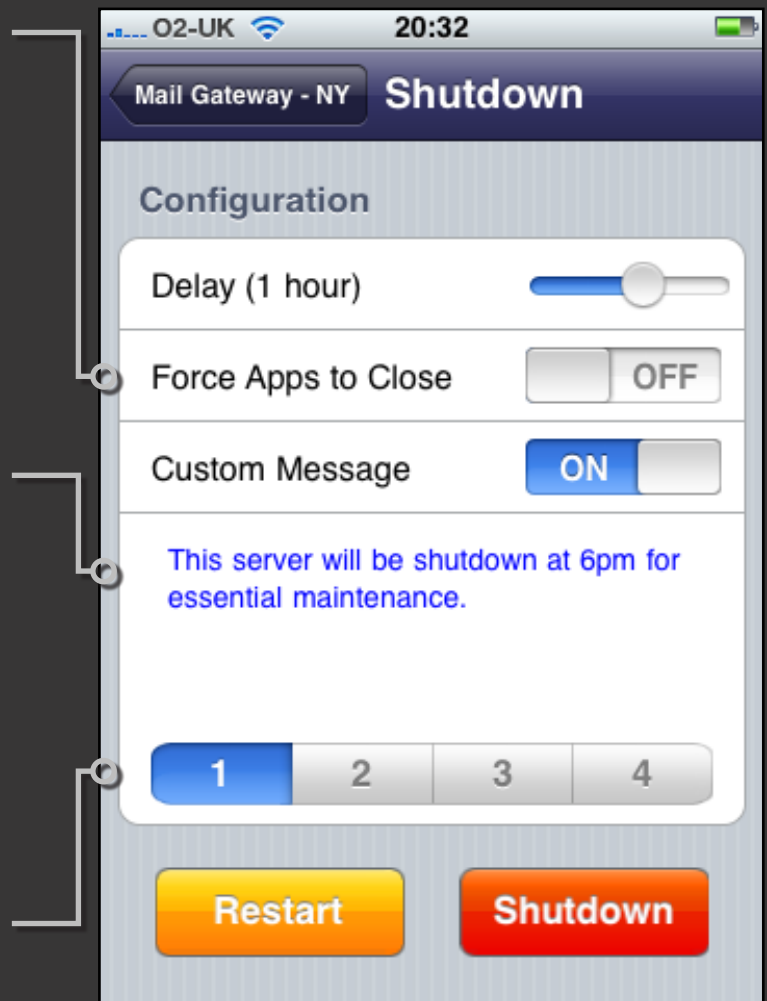 O2-UK 20:32
Mail Gateway - NY Shutdown
Configuration
Delay (1 hour)
Force Apps to Close OFF
Custom Message ON
This server will be shutdown at 6pm for
essential maintenance.
1 2 3 4
Restart Shutdown